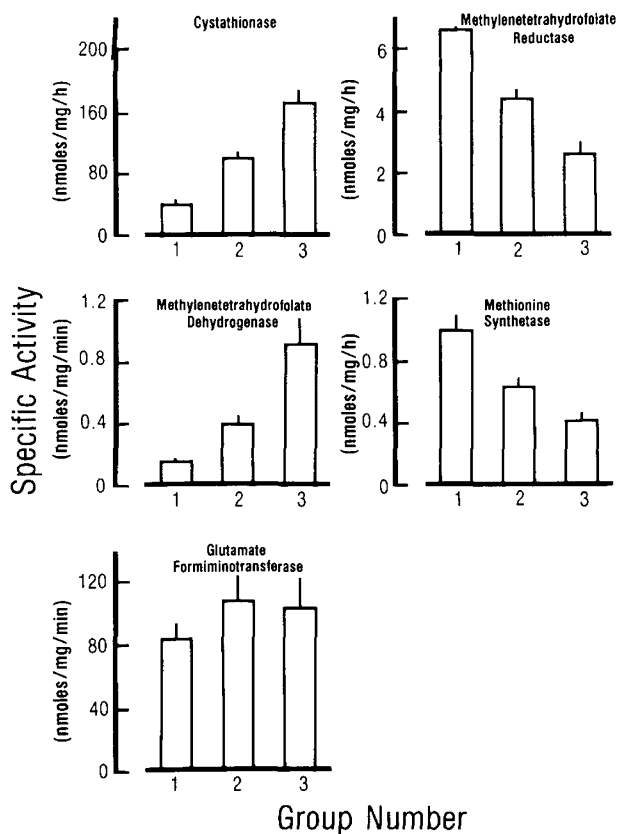 Cystathionase
200
160
80
0
(nmoles/mg/h)
1 2 3
Methylenetetrahydrofolate
Reductase
6
4
2
0
(nmoles/mg/h)
1 2 3
Specific Activity
Methylenetetrahydrofolate
Dehydrogenase
1.2
0.8
0.4
0
(nmoles/mg/min)
1 2 3
Methionine
Synthetase
1.2
0.8
0.4
0
(nmoles/mg/h)
1 2 3
Glutamate
Formiminotransferase
120
80
40
0
(nmoles/mg/min)
1 2 3
Group Number